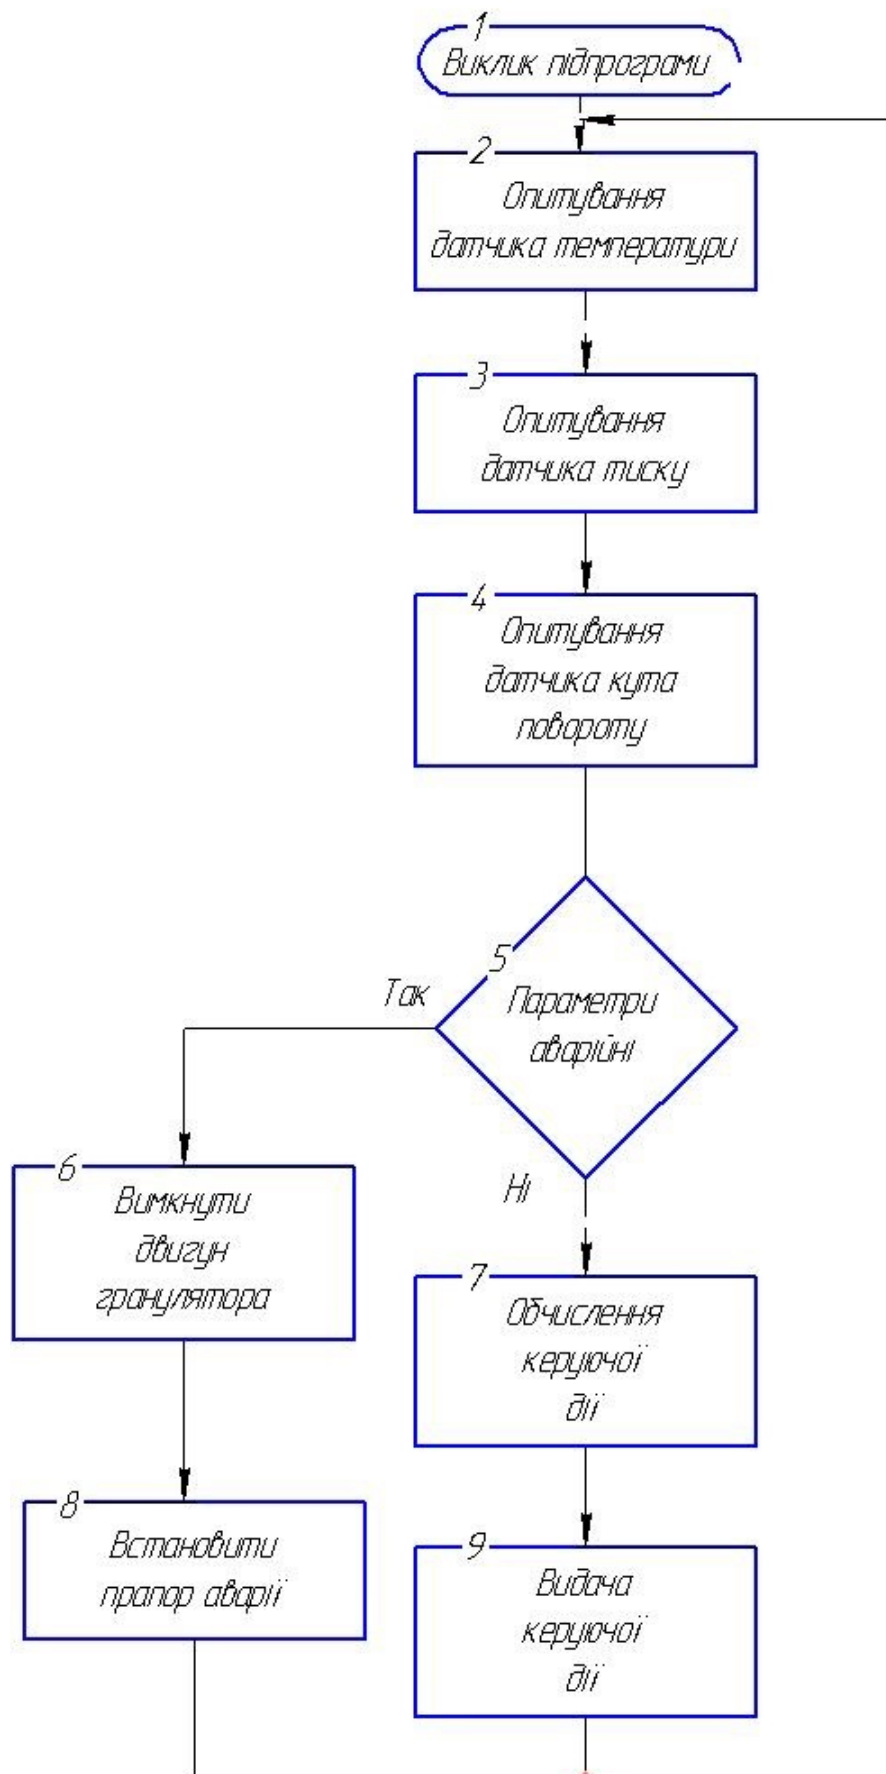 1
Виклик підпрограми
2
Опитування
датчика температури
3
Опитування
датчика тиску
4
Опитування
датчика кута
повороту
5
Параметри
аварійні
Так
Ні
6
Вимкнути
двигун
гранулятора
7
Обчислення
керуючої
дії
8
Встановити
прапор аварії
9
Видача
керуючої
дії